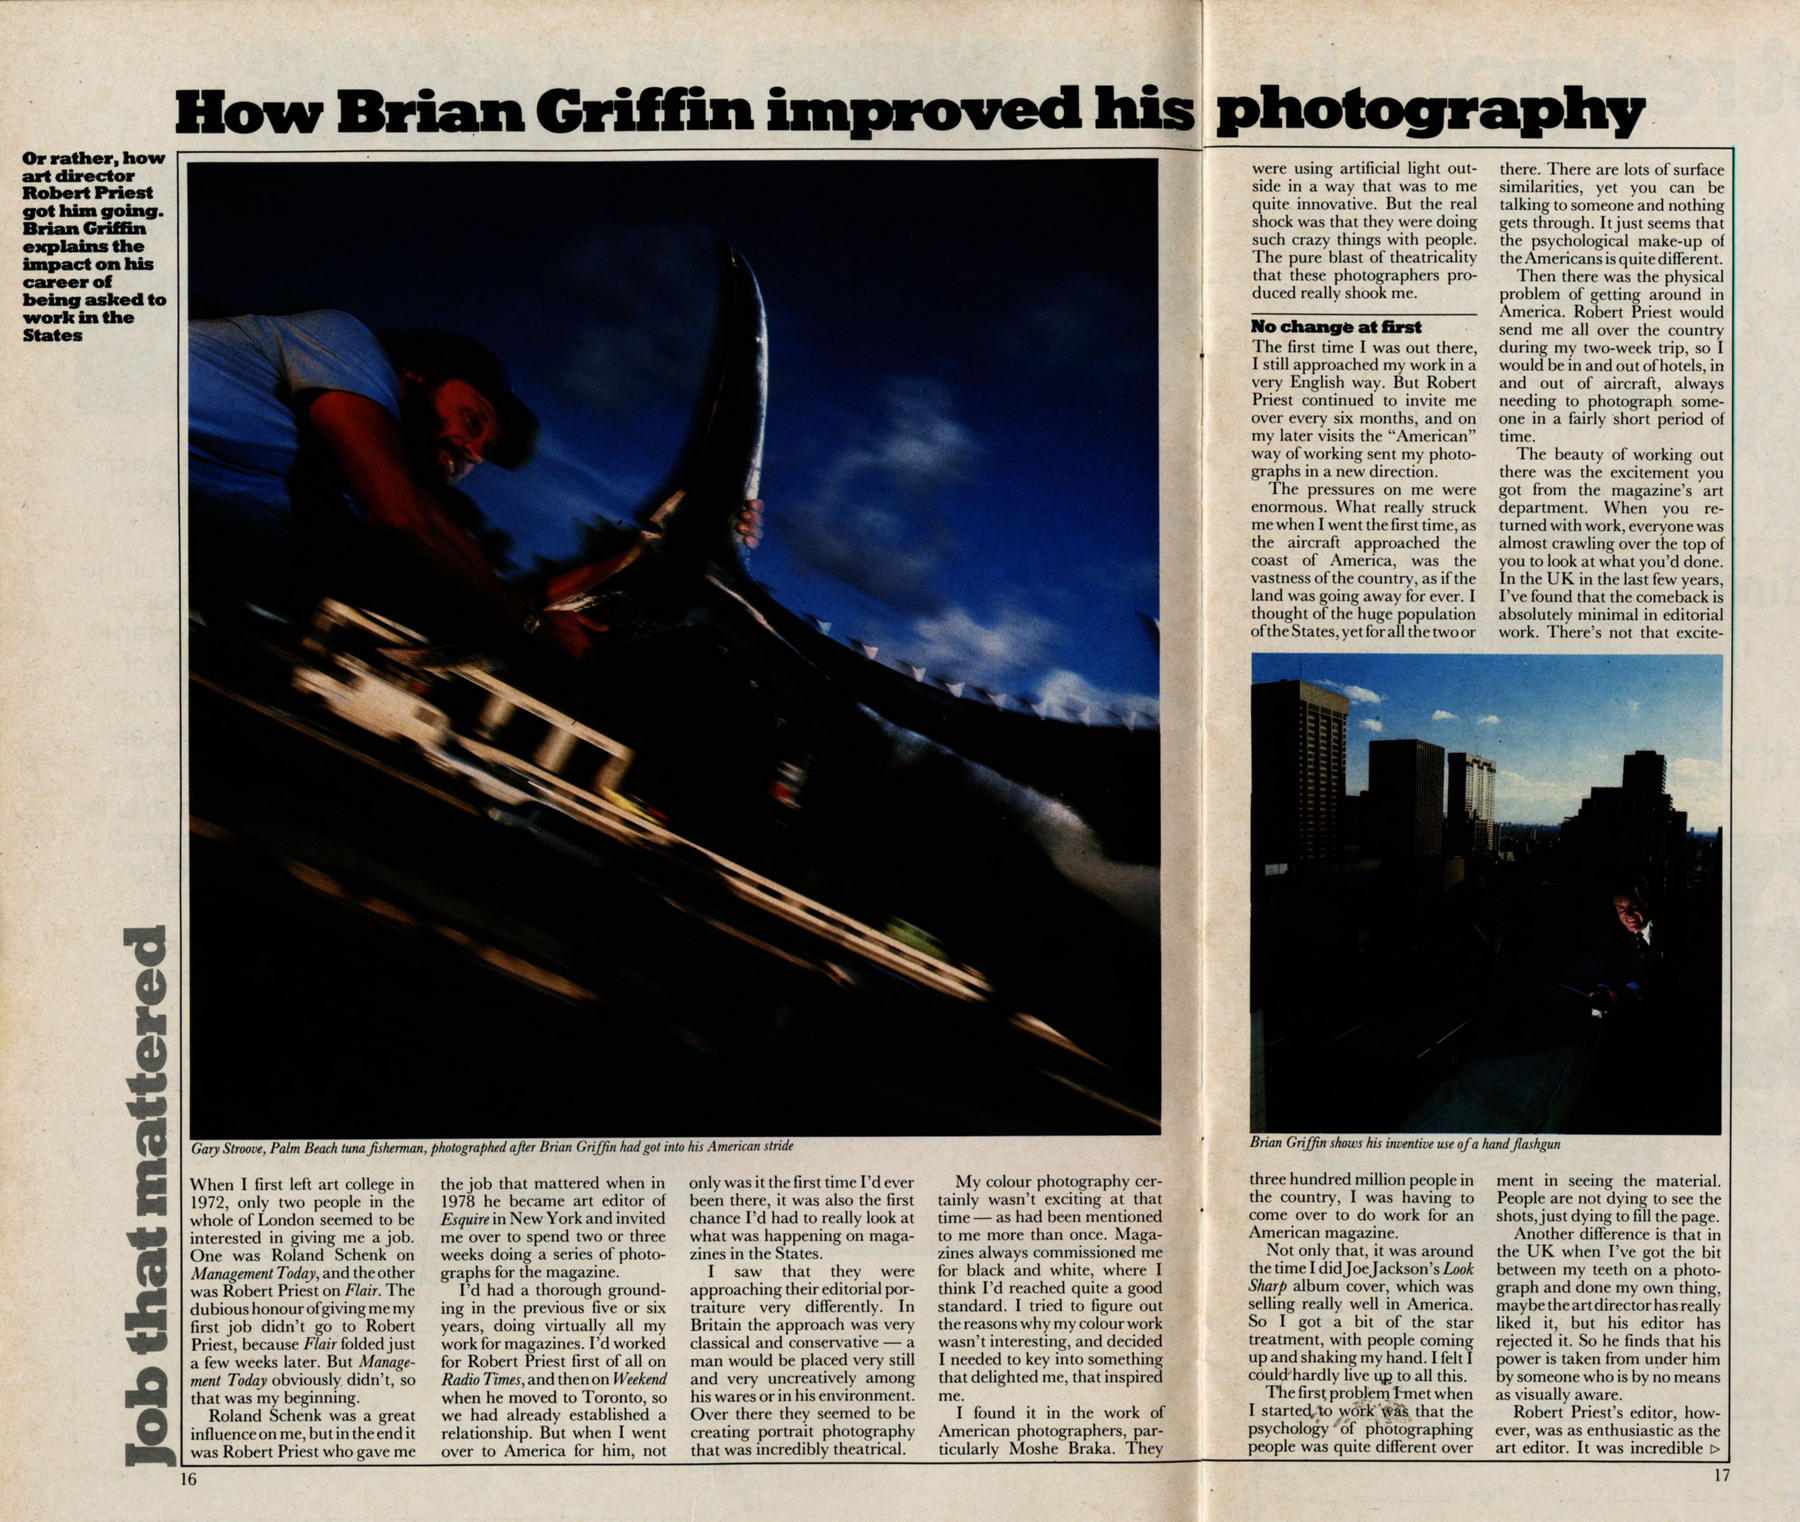 How Brian Griffin improved his photography
Or rather, how
art director
Robert Priest
got him going.
Brian Griffin
explains the
impact on his
career of
being asked to
work in the
States
Job that mattered
Gary Stroove, Palm Beach tuna fisherman, photographed after Brian Griffin had got into his American stride
When I first left art college in
1972, only two people in the
whole of London seemed to be
interested in giving me a job.
One was Roland Schenk on
Management Today, and the other
was Robert Priest on Flair. The
dubious honour of giving me my
first job didn't go to Robert
Priest, because Flair folded just
a few weeks later. But Manage-
ment Today obviously didn't, so
that was my beginning.
Roland Schenk was a great
influence on me, but in the end it
was Robert Priest who gave me
the job that mattered when in
1978 he became art editor of
Esquire in New York and invited
me over to spend two or three
weeks doing a series of photo-
graphs for the magazine.
I'd had a thorough ground-
ing in the previous five or six
years, doing virtually all my
work for magazines. I'd worked
for Robert Priest first of all on
Radio Times, and then on Weekend
when he moved to Toronto, so
we had already established a
relationship. But when I went
over to America for him, not
only was it the first time I'd ever
been there, it was also the first
chance I'd had to really look at
what was happening on maga-
zines in the States.
I saw that they were
approaching their editorial por-
traiture very differently. In
Britain the approach was very
classical and conservative — a
man would be placed very still
and very uncreatively among
his wares or in his environment.
Over there they seemed to be
creating portrait photography
that was incredibly theatrical.
My colour photography cer-
tainly wasn't exciting at that
time — as had been mentioned
to me more than once. Maga-
zines always commissioned me
for black and white, where I
think I'd reached quite a good
standard. I tried to figure out
the reasons why my colour work
wasn't interesting, and decided
I needed to key into something
that delighted me, that inspired
me.
I found it in the work of
American photographers, par-
ticularly Moshe Braka. They
16
were using artificial light out-
side in a way that was to me
quite innovative. But the real
shock was that they were doing
such crazy things with people.
The pure blast of theatricality
that these photographers pro-
duced really shook me.
No change at first
The first time I was out there,
I still approached my work in a
very English way. But Robert
Priest continued to invite me
over every six months, and on
my later visits the "American"
way of working sent my photo-
graphs in a new direction.
The pressures on me were
enormous. What really struck
me when I went the first time, as
the aircraft approached the
coast of America, was the
vastness of the country, as if the
land was going away for ever. I
thought of the huge population
of the States, yet for all the two or
three hundred million people in
the country, I was having to
come over to do work for an
American magazine.
Not only that, it was around
the time I did Joe Jackson's Look
Sharp album cover, which was
selling really well in America.
So I got a bit of the star
treatment, with people coming
up and shaking my hand. I felt I
could hardly live up to all this.
The first problem I met when
I started to work was that the
psychology of photographing
people was quite different over
there. There are lots of surface
similarities, yet you can be
talking to someone and nothing
gets through. It just seems that
the psychological make-up of
the Americans is quite different.
Then there was the physical
problem of getting around in
America. Robert Priest would
send me all over the country
during my two-week trip, so I
would be in and out of hotels, in
and out of aircraft, always
needing to photograph some-
one in a fairly short period of
time.
The beauty of working out
there was the excitement you
got from the magazine's art
department. When you re-
turned with work, everyone was
almost crawling over the top of
you to look at what you'd done.
In the UK in the last few years,
I've found that the comeback is
absolutely minimal in editorial
work. There's not that excite-
Brian Griffin shows his inventive use of a hand flashgun
ment in seeing the material.
People are not dying to see the
shots, just dying to fill the page.
Another difference is that in
the UK when I've got the bit
between my teeth on a photo-
graph and done my own thing,
maybe the art director has really
liked it, but his editor has
rejected it. So he finds that his
power is taken from under him
by someone who is by no means
as visually aware.
Robert Priest's editor, how-
ever, was as enthusiastic as the
art editor. It was incredible ▷
17